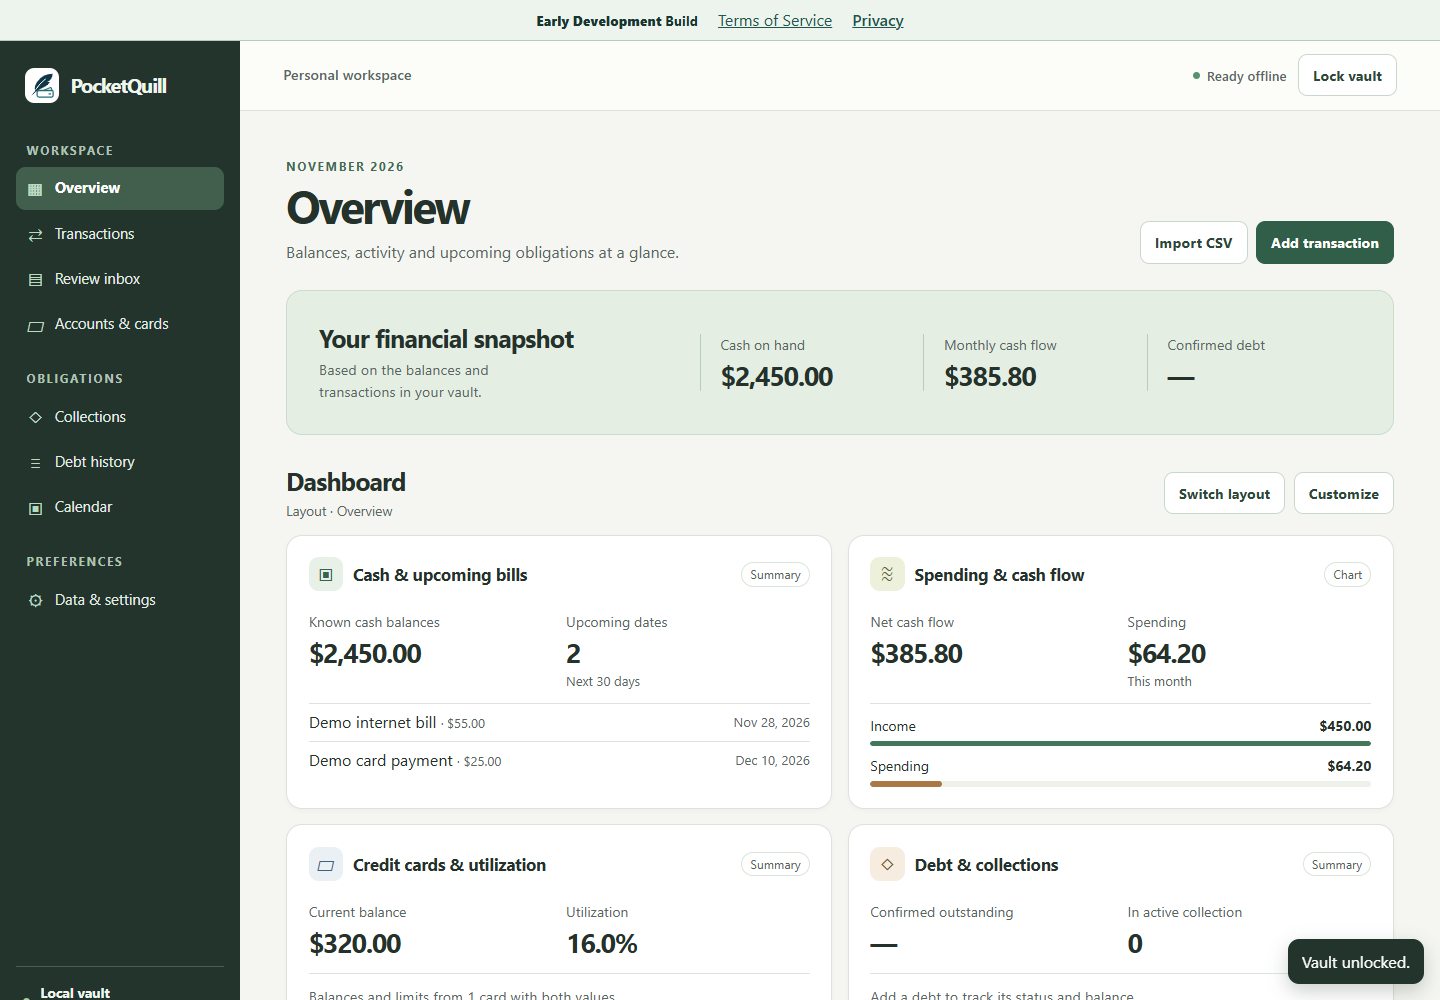 Early Development Build Terms of Service Privacy
PocketQuill
WORKSPACE
Overview
Transactions
Review inbox
Accounts & cards
OBLIGATIONS
Collections
Debt history
Calendar
PREFERENCES
Data & settings
Local vault
Personal workspace
Ready offline
Lock vault
NOVEMBER 2026
Overview
Balances, activity and upcoming obligations at a glance.
Import CSV
Add transaction
Your financial snapshot
Based on the balances and
transactions in your vault.
Cash on hand
$2,450.00
Monthly cash flow
$385.80
Confirmed debt
—
Dashboard
Layout · Overview
Switch layout
Customize
Cash & upcoming bills
Summary
Known cash balances
$2,450.00
Upcoming dates
2
Next 30 days
Demo internet bill · $55.00 Nov 28, 2026
Demo card payment · $25.00 Dec 10, 2026
Spending & cash flow
Chart
Net cash flow
$385.80
Spending
$64.20
This month
Income $450.00
Spending $64.20
Credit cards & utilization
Summary
Current balance
$320.00
Utilization
16.0%
Balances and limits from 1 card with both values
Debt & collections
Summary
Confirmed outstanding
—
In active collection
0
Add a debt to track its status and balance
Vault unlocked.